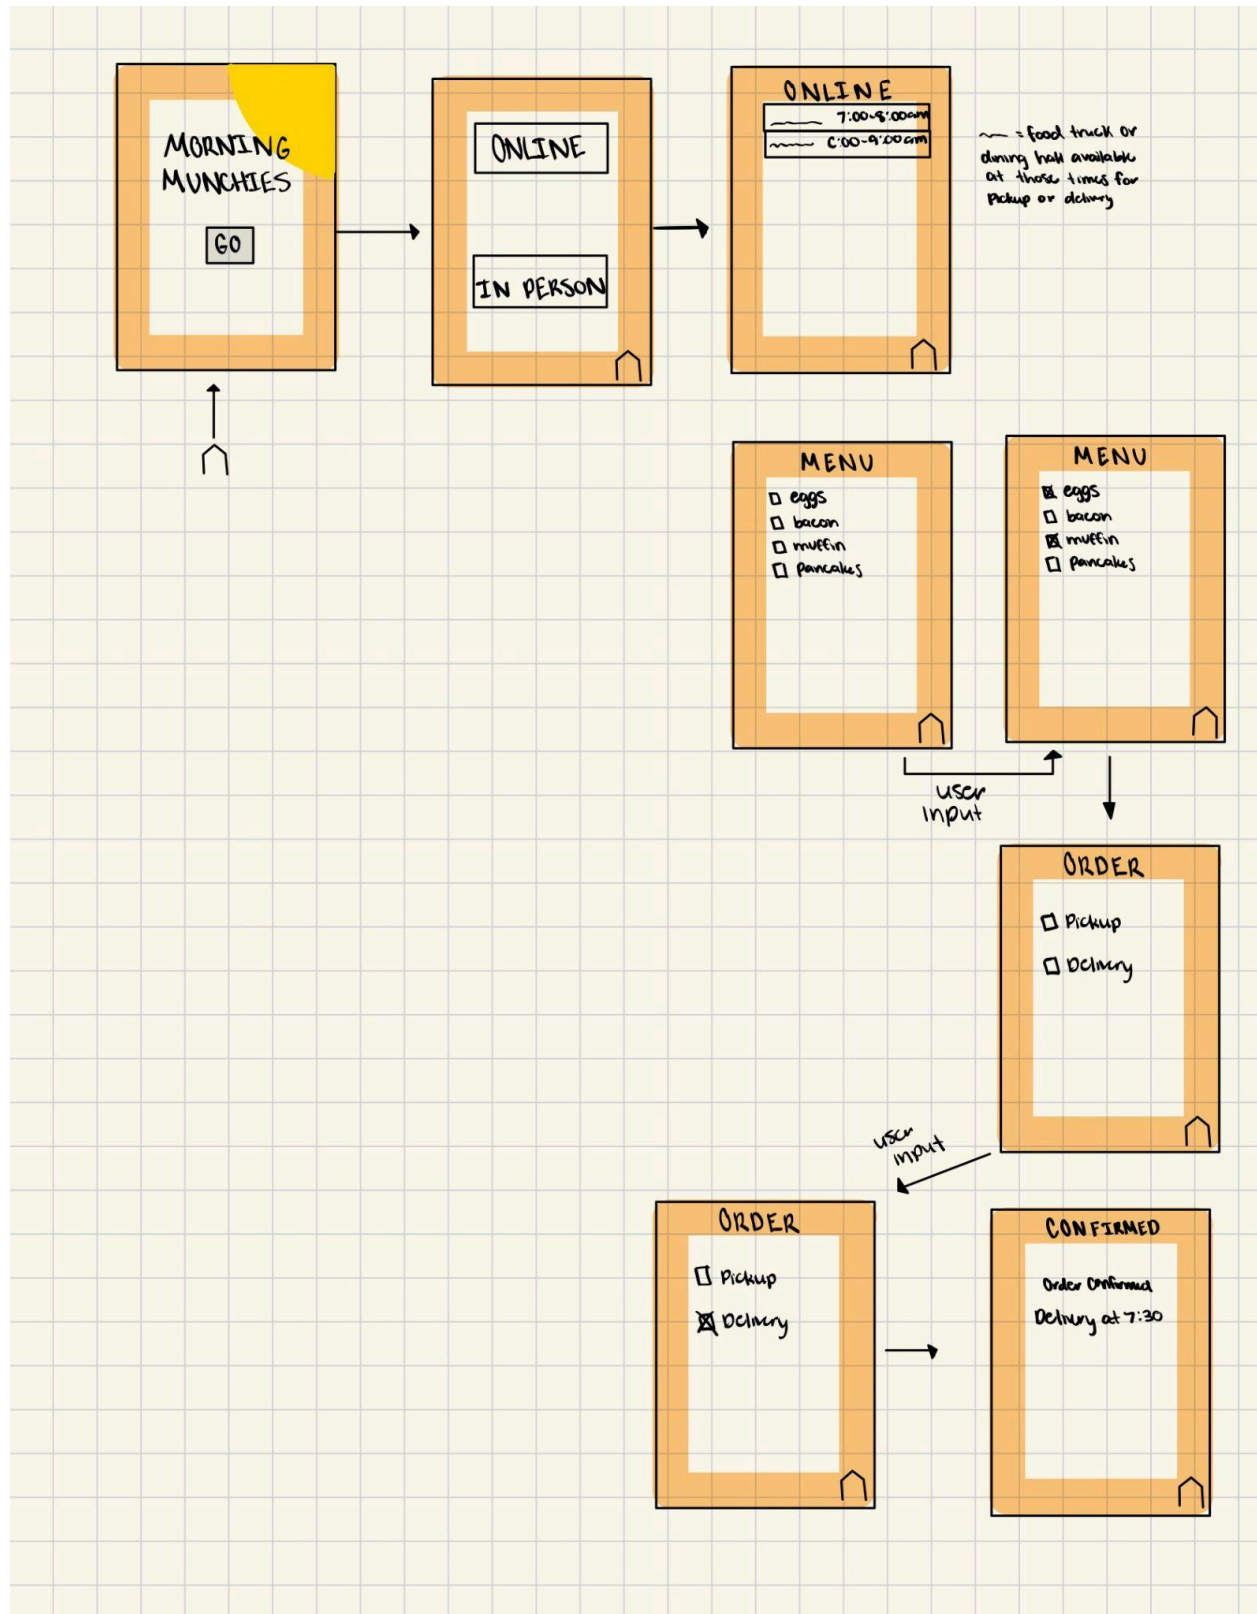 MORNING
MUNCHIES
GO
ONLINE
IN PERSON
ONLINE
7:00-8:00am
6:00-9:00am
= food truck or
dining hall available
at those times for
Pickup or delivery
MENU
eggs
bacon
muffin
pancakes
MENU
eggs
bacon
muffin
pancakes
user
input
ORDER
Pickup
Delivery
user
input
ORDER
Pickup
Delivery
CONFIRMED
Order Confirmed
Delivery at 7:30